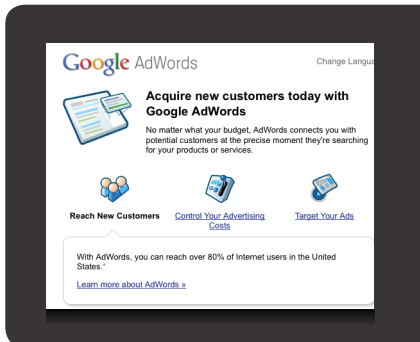 Google AdWords
Change Langua
Acquire new customers today with
Google AdWords
No matter what your budget, AdWords connects you with
potential customers at the precise moment they're searching
for your products or services.
Reach New Customers
Control Your Advertising
Costs
Target Your Ads
With AdWords, you can reach over 80% of Internet users in the United
States.*
Learn more about AdWords »